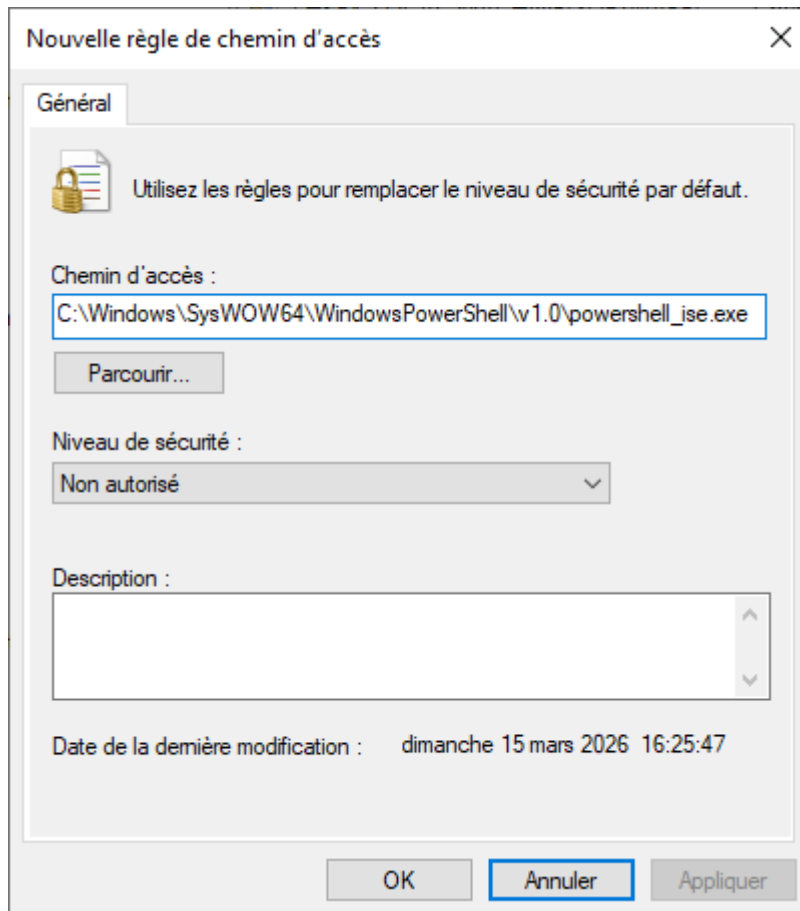 Nouvelle règle de chemin d'accès
Général
Utilisez les règles pour remplacer le niveau de sécurité par défaut.
Chemin d'accès :
C:\Windows\SysWOW64\WindowsPowerShell\v1.0\powershell_ise.exe
Parcourir...
Niveau de sécurité :
Non autorisé
Description :
Date de la dernière modification : dimanche 15 mars 2026 16:25:47
OK Annuler Appliquer